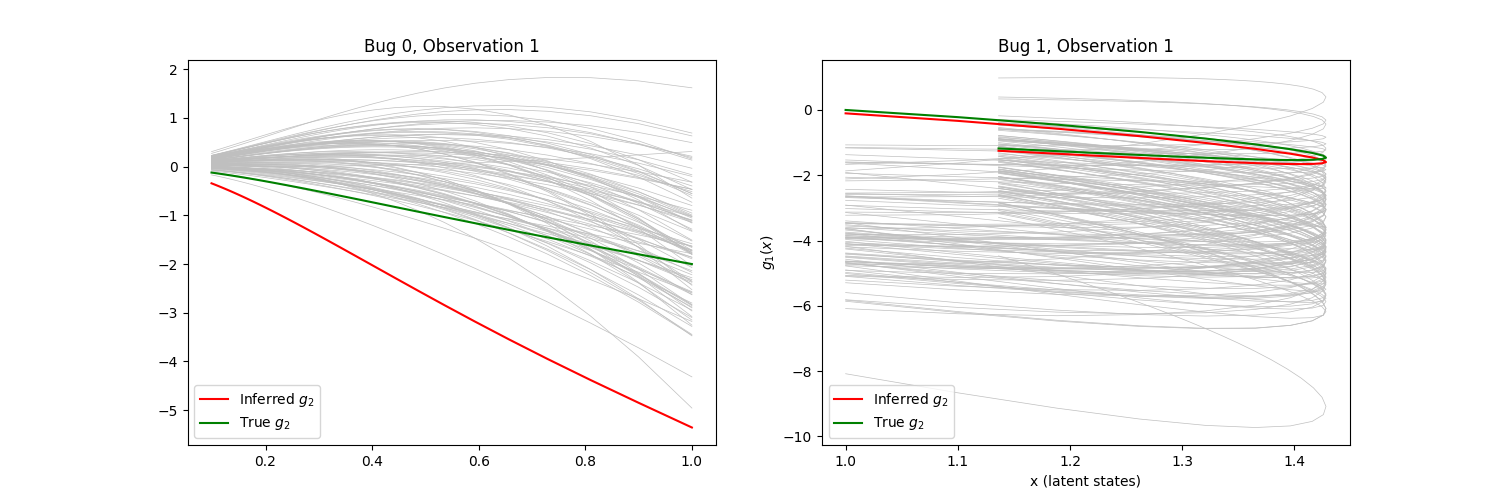 Bug 0, Observation 1
2
1
0
−1
−2
−3
−4
−5
0.2 0.4 0.6 0.8 1.0
Inferred g₂
True g₂
Bug 1, Observation 1
0
−2
−4
−6
−8
−10
g₁(x)
1.0 1.1 1.2 1.3 1.4
x (latent states)
Inferred g₂
True g₂